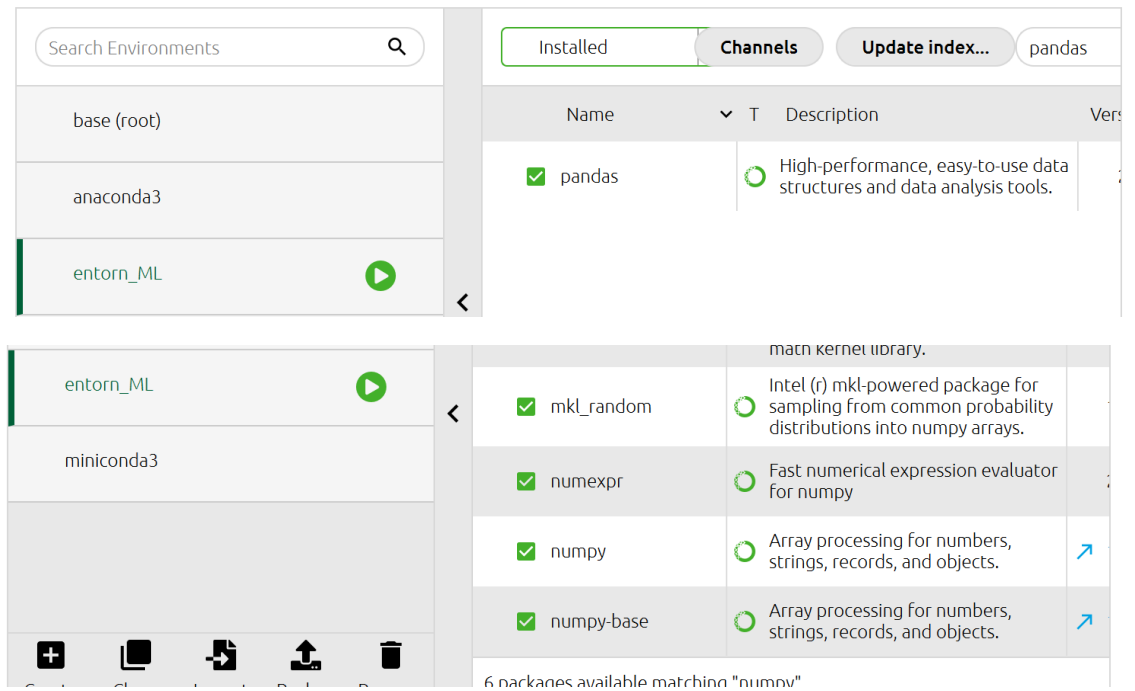 Search Environments
Installed
Channels
Update index...
pandas
base (root)
anaconda3
entorn_ML
Name
T
Description
pandas
High-performance, easy-to-use data
structures and data analysis tools.
entorn_ML
miniconda3
math kernel library.
mkl_random
Intel (r) mkl-powered package for
sampling from common probability
distributions into numpy arrays.
numexpr
Fast numerical expression evaluator
for numpy
numpy
Array processing for numbers,
strings, records, and objects.
numpy-base
Array processing for numbers,
strings, records, and objects.
6 packages available matching "numpy"